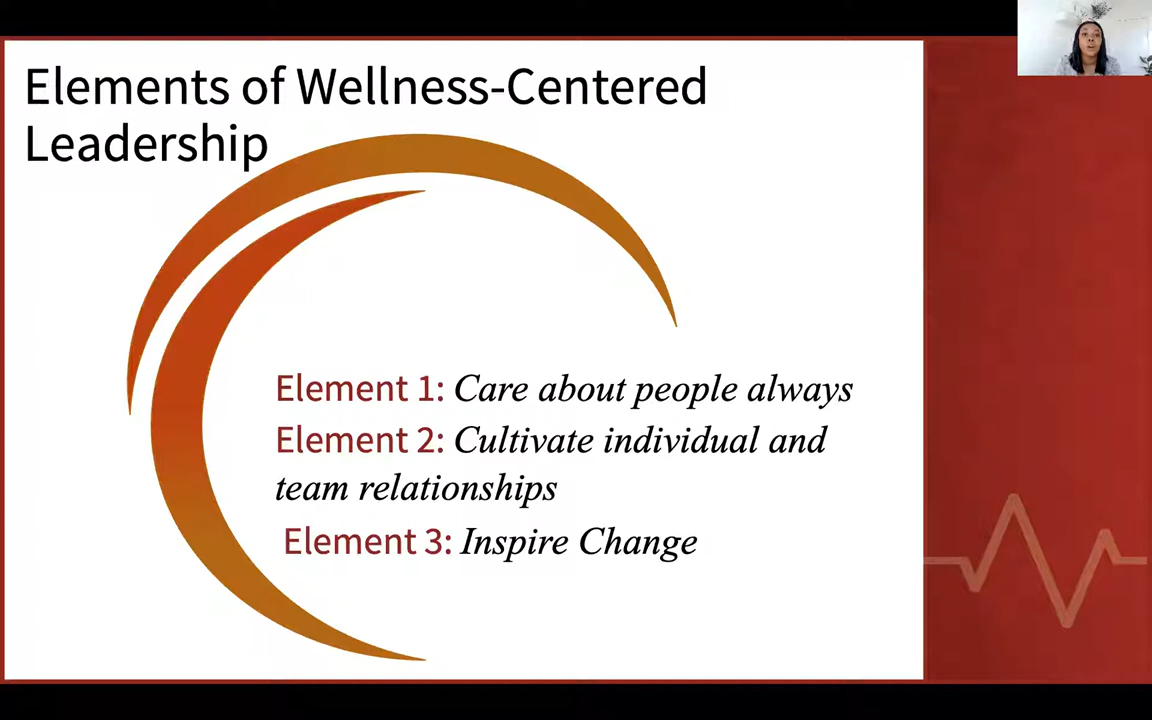 Elements of Wellness-Centered
Leadership
Element 1: Care about people always
Element 2: Cultivate individual and
team relationships
Element 3: Inspire Change